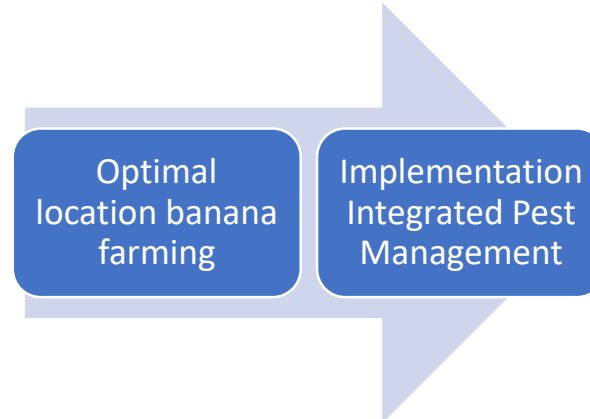 Optimal
location banana
farming
Implementation
Integrated Pest
Management